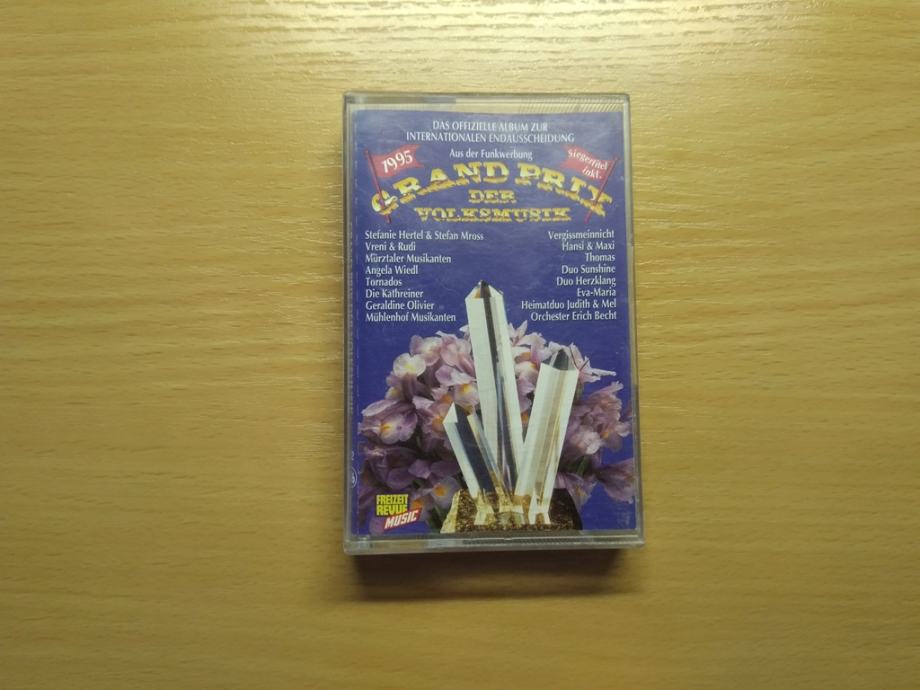 DAS OFFIZIELLE ALBUM ZUR
INTERNATIONALEN ENDAUSSCHEIDUNG
Aus der Funkwerbung
1995
Siegertitel
inkl.
GRAND PRIX
DER
VOLKSMUSIK
Stefanie Hertel & Stefan Mross
Vreni & Rudi
Mürztaler Musikanten
Angela Wiedl
Tornados
Die Kathreiner
Geraldine Olivier
Mühlenhof Musikanten
Vergissmeinnicht
Hansi & Maxi
Thomas
Duo Sunshine
Duo Herzklang
Eva-Maria
Heimatduo Judith & Mel
Orchester Erich Becht
FREIZEIT
REVUE
MUSIC